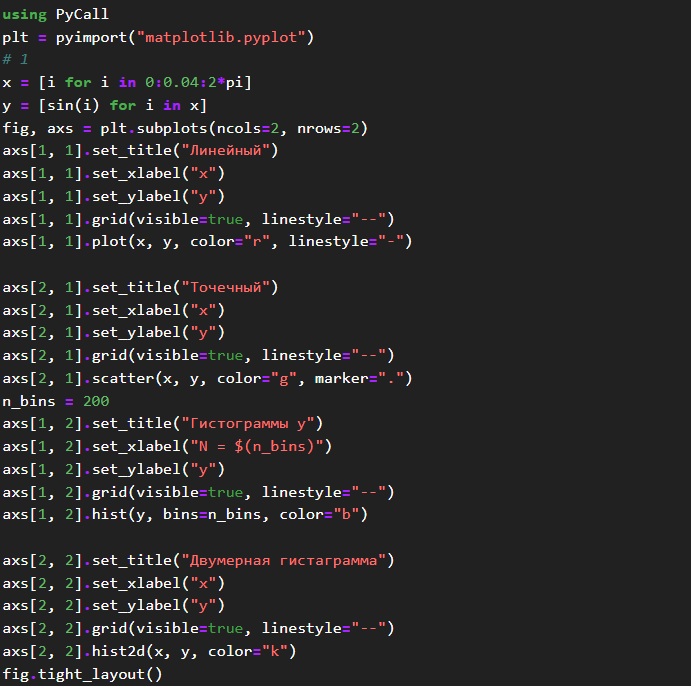 using PyCall
plt = pyimport("matplotlib.pyplot")
# 1
x = [i for i in 0:0.04:2*pi]
y = [sin(i) for i in x]
fig, axs = plt.subplots(ncols=2, nrows=2)
axs[1, 1].set_title("Линейный")
axs[1, 1].set_xlabel("x")
axs[1, 1].set_ylabel("y")
axs[1, 1].grid(visible=true, linestyle="--")
axs[1, 1].plot(x, y, color="r", linestyle="-")
axs[2, 1].set_title("Точечный")
axs[2, 1].set_xlabel("x")
axs[2, 1].set_ylabel("y")
axs[2, 1].grid(visible=true, linestyle="--")
axs[2, 1].scatter(x, y, color="g", marker=".")
n_bins = 200
axs[1, 2].set_title("Гистограммы y")
axs[1, 2].set_xlabel("N = $(n_bins)")
axs[1, 2].set_ylabel("y")
axs[1, 2].grid(visible=true, linestyle="--")
axs[1, 2].hist(y, bins=n_bins, color="b")
axs[2, 2].set_title("Двумерная гистаграмма")
axs[2, 2].set_xlabel("x")
axs[2, 2].set_ylabel("y")
axs[2, 2].grid(visible=true, linestyle="--")
axs[2, 2].hist2d(x, y, color="k")
fig.tight_layout()